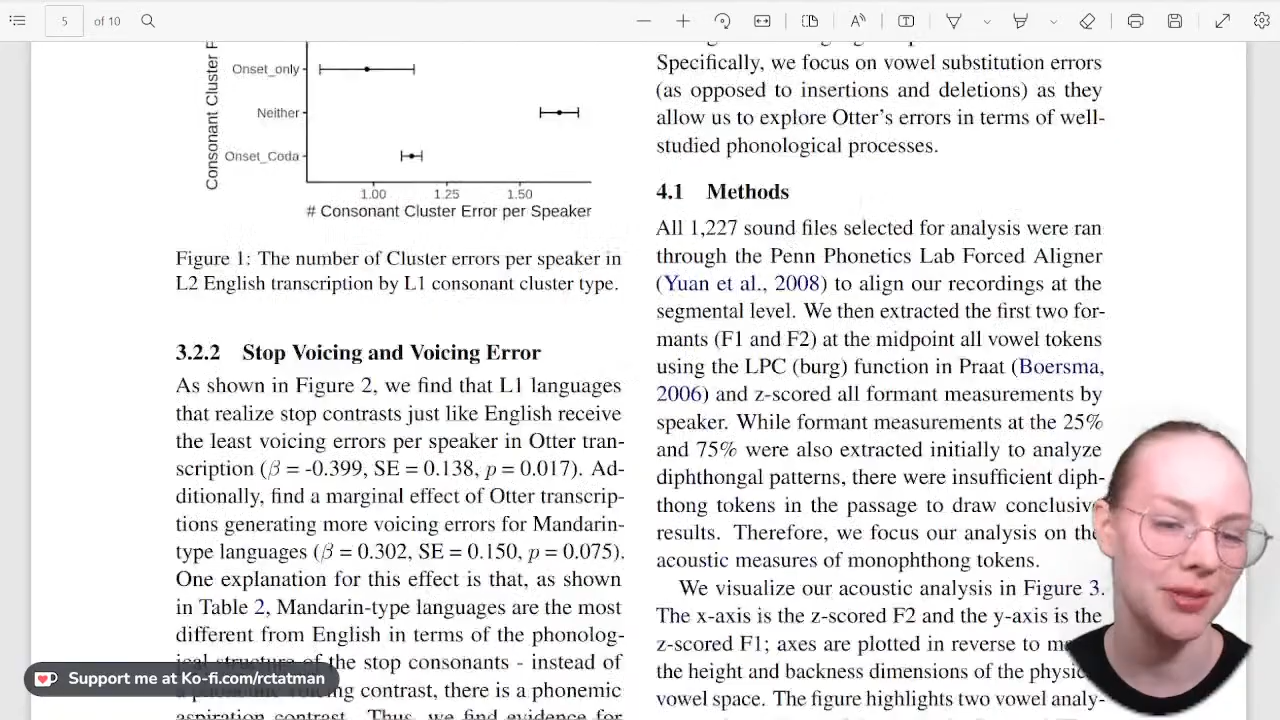 5 of 10
Consonant Cluster
Onset_only
Neither
Onset_Coda
1.00 1.25 1.50
# Consonant Cluster Error per Speaker
Figure 1: The number of Cluster errors per speaker in
L2 English transcription by L1 consonant cluster type.
3.2.2 Stop Voicing and Voicing Error
As shown in Figure 2, we find that L1 languages
that realize stop contrasts just like English receive
the least voicing errors per speaker in Otter tran-
scription (β = -0.399, SE = 0.138, p = 0.017). Ad-
ditionally, find a marginal effect of Otter transcrip-
tions generating more voicing errors for Mandarin-
type languages (β = 0.302, SE = 0.150, p = 0.075).
One explanation for this effect is that, as shown
in Table 2, Mandarin-type languages are the most
different from English in terms of the phonolog-
ical structure of the stop consonants - instead of
voicing contrast, there is a phonemic
aspiration contrast. Thus, we find evidence for
Specifically, we focus on vowel substitution errors
(as opposed to insertions and deletions) as they
allow us to explore Otter's errors in terms of well-
studied phonological processes.
4.1 Methods
All 1,227 sound files selected for analysis were ran
through the Penn Phonetics Lab Forced Aligner
(Yuan et al., 2008) to align our recordings at the
segmental level. We then extracted the first two for-
mants (F1 and F2) at the midpoint all vowel tokens
using the LPC (burg) function in Praat (Boersma,
2006) and z-scored all formant measurements by
speaker. While formant measurements at the 25%
and 75% were also extracted initially to analyze
diphthongal patterns, there were insufficient diph-
thong tokens in the passage to draw conclusive
results. Therefore, we focus our analysis on the
acoustic measures of monophthong tokens.
We visualize our acoustic analysis in Figure 3.
The x-axis is the z-scored F2 and the y-axis is the
z-scored F1; axes are plotted in reverse to
the height and backness dimensions of the
vowel space. The figure highlights two vowel analy-
Support me at Ko-fi.com/rctatman